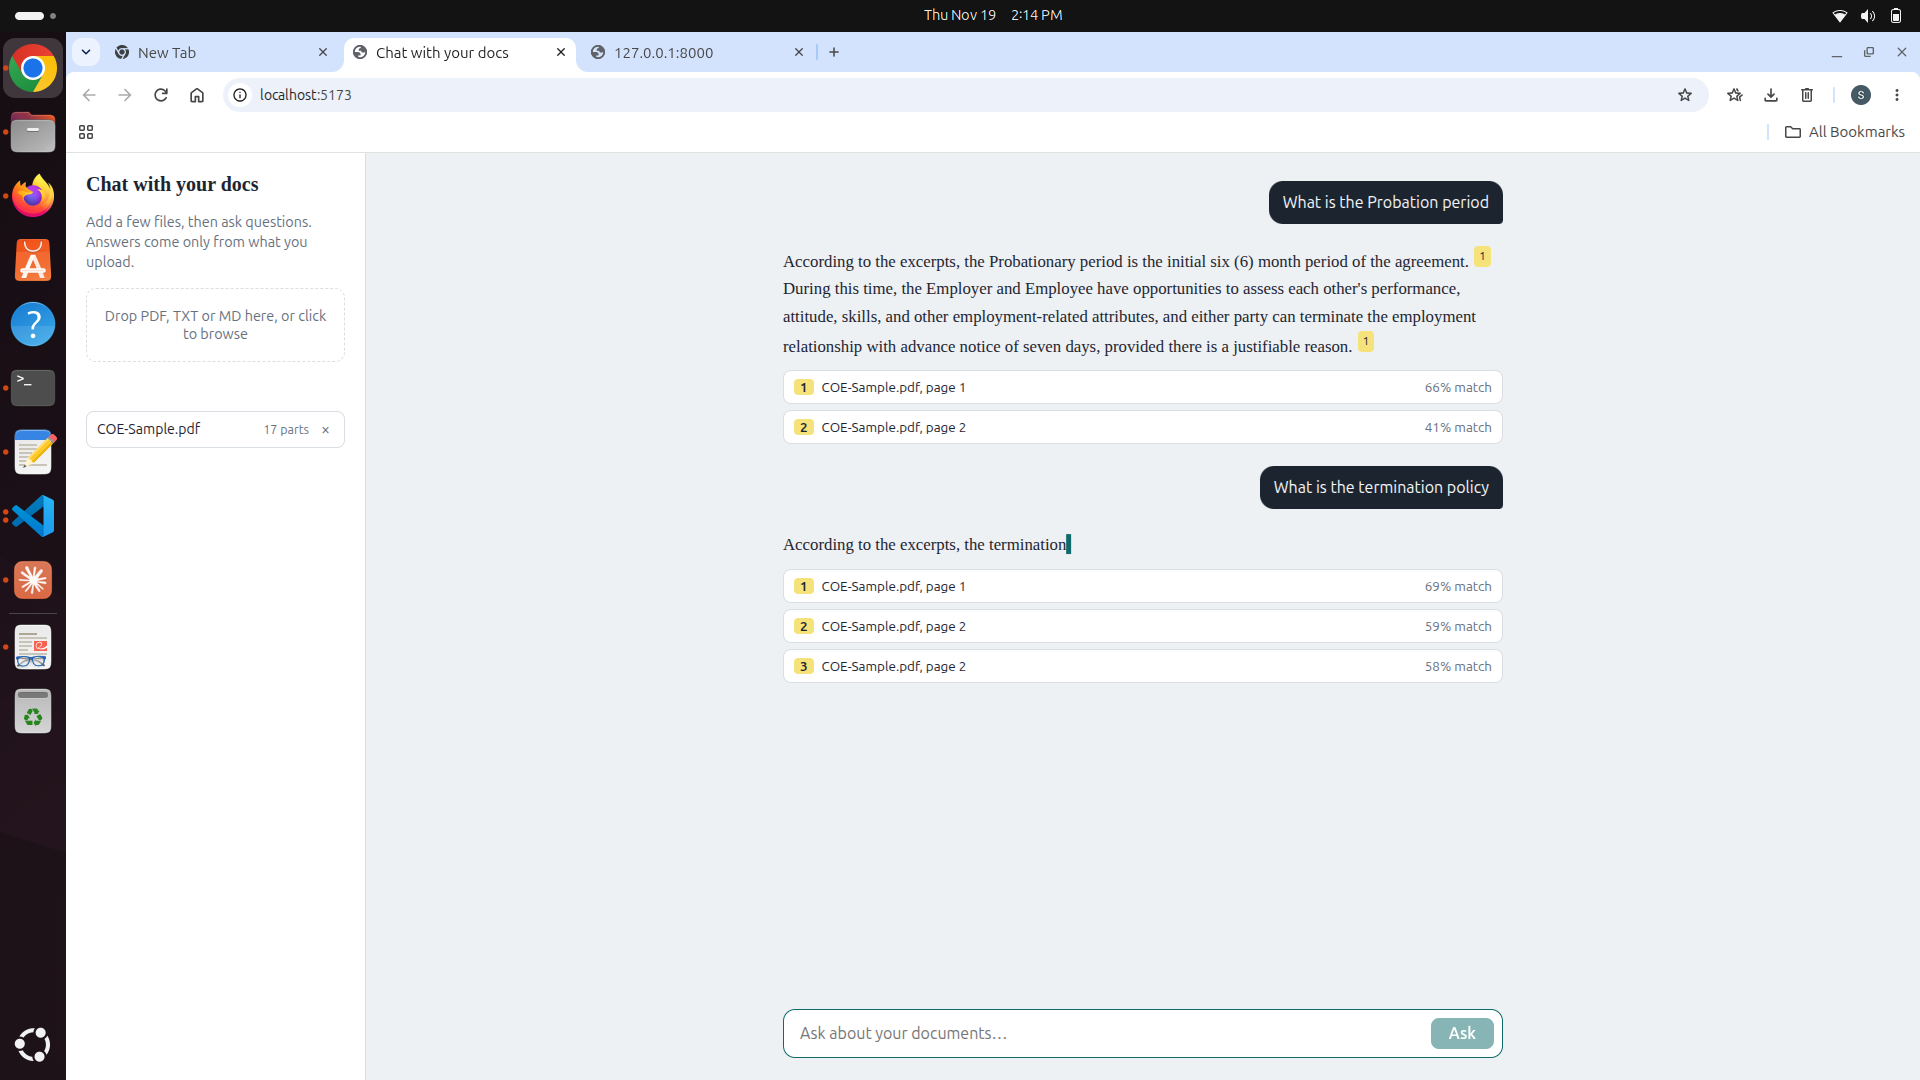 Thu Nov 19 2:14 PM
New Tab
Chat with your docs
127.0.0.1:8000
localhost:5173
S
All Bookmarks
Chat with your docs
Add a few files, then ask questions.
Answers come only from what you
upload.
Drop PDF, TXT or MD here, or click
to browse
COE-Sample.pdf 17 parts ×
What is the Probation period
According to the excerpts, the Probationary period is the initial six (6) month period of the agreement. 1
During this time, the Employer and Employee have opportunities to assess each other's performance,
attitude, skills, and other employment-related attributes, and either party can terminate the employment
relationship with advance notice of seven days, provided there is a justifiable reason. 1
1 COE-Sample.pdf, page 1 66% match
2 COE-Sample.pdf, page 2 41% match
What is the termination policy
According to the excerpts, the termination
1 COE-Sample.pdf, page 1 69% match
2 COE-Sample.pdf, page 2 59% match
3 COE-Sample.pdf, page 2 58% match
Ask about your documents…
Ask